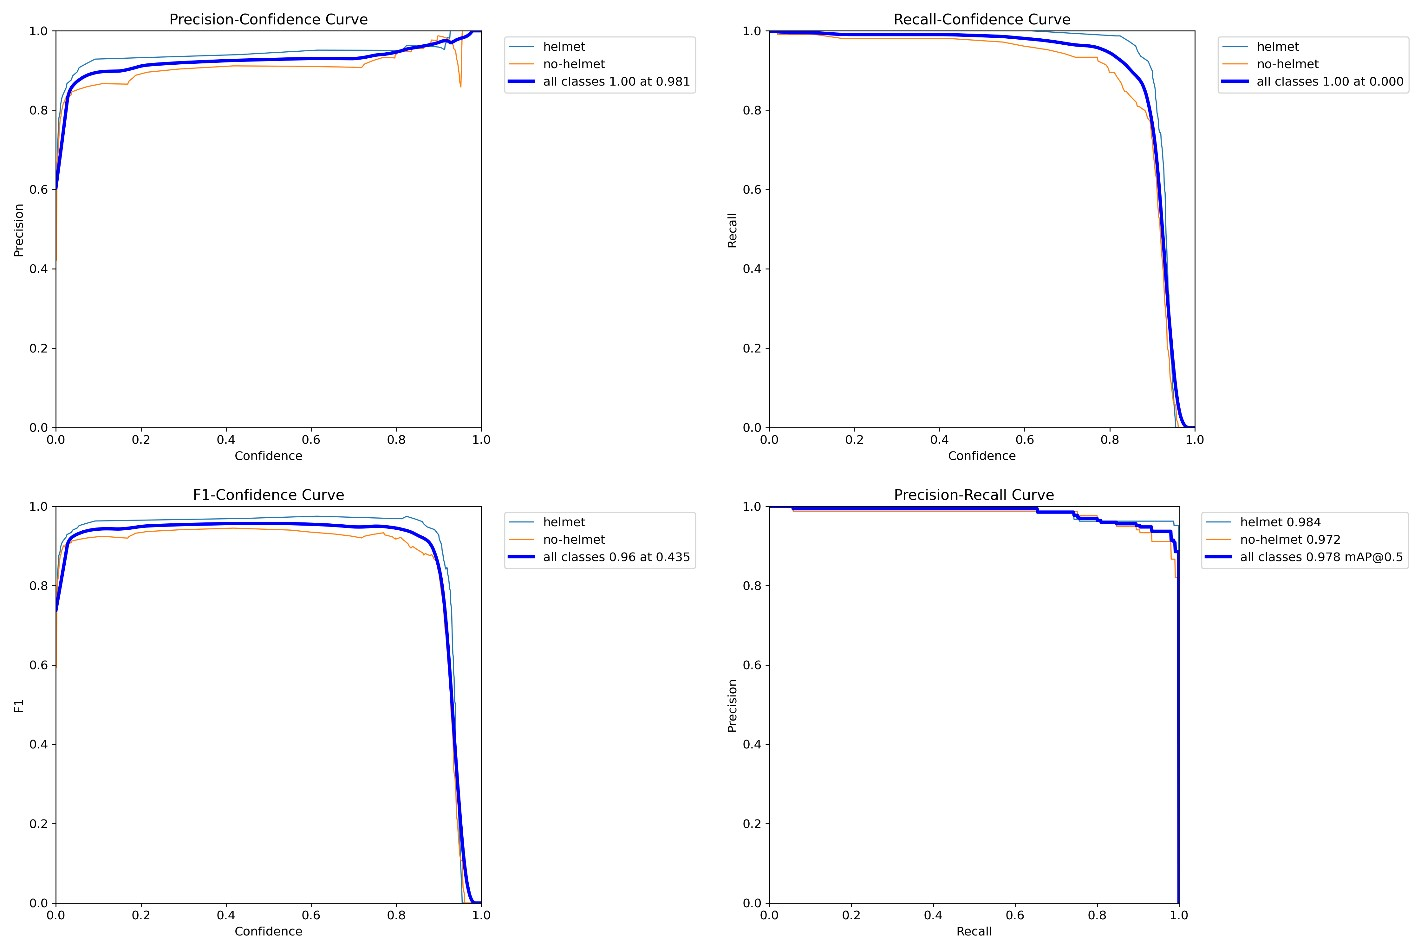 Precision-Confidence Curve
1.0
0.8
0.6
0.4
0.2
0.0
Precision
0.0 0.2 0.4 0.6 0.8 1.0
Confidence
helmet
no-helmet
all classes 1.00 at 0.981
Recall-Confidence Curve
1.0
0.8
0.6
0.4
0.2
0.0
Recall
0.0 0.2 0.4 0.6 0.8 1.0
Confidence
helmet
no-helmet
all classes 1.00 at 0.000
F1-Confidence Curve
1.0
0.8
0.6
0.4
0.2
0.0
F1
0.0 0.2 0.4 0.6 0.8 1.0
Confidence
helmet
no-helmet
all classes 0.96 at 0.435
Precision-Recall Curve
1.0
0.8
0.6
0.4
0.2
0.0
Precision
0.0 0.2 0.4 0.6 0.8 1.0
Recall
helmet 0.984
no-helmet 0.972
all classes 0.978 mAP@0.5